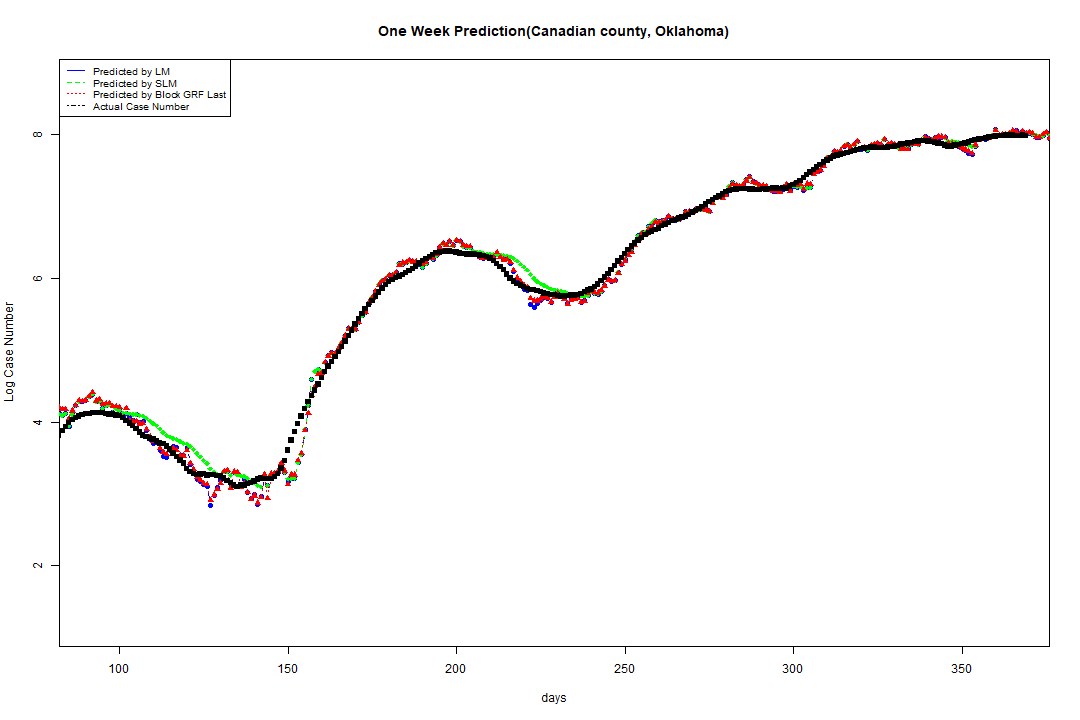 One Week Prediction(Canadian county, Oklahoma)
Predicted by LM
Predicted by SLM
Predicted by Block GRF Last
Actual Case Number
8
6
4
2
Log Case Number
100 150 200 250 300 350
days